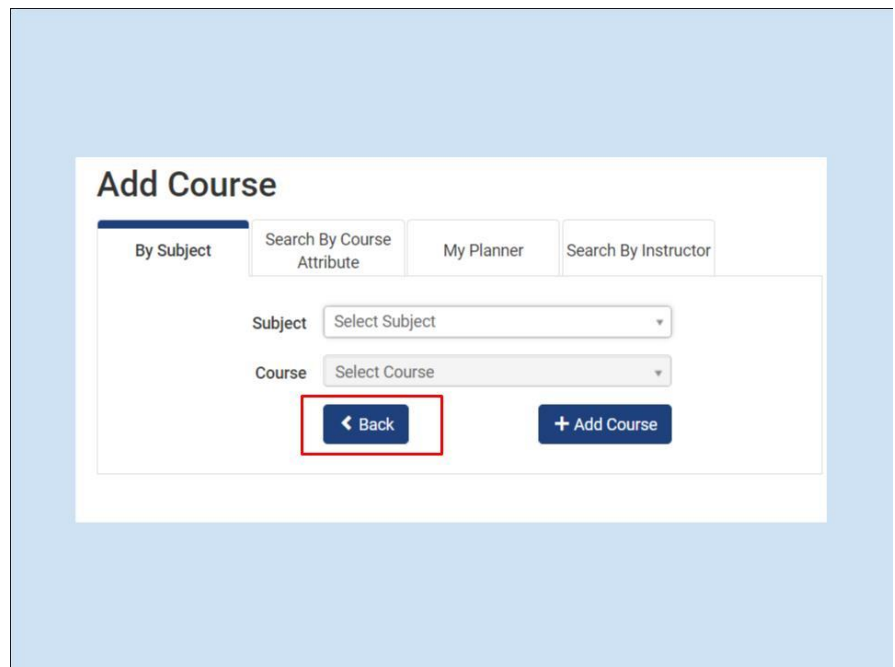 Add Course
By Subject
Search By Course
Attribute
My Planner
Search By Instructor
Subject
Select Subject
Course
Select Course
Back
+ Add Course